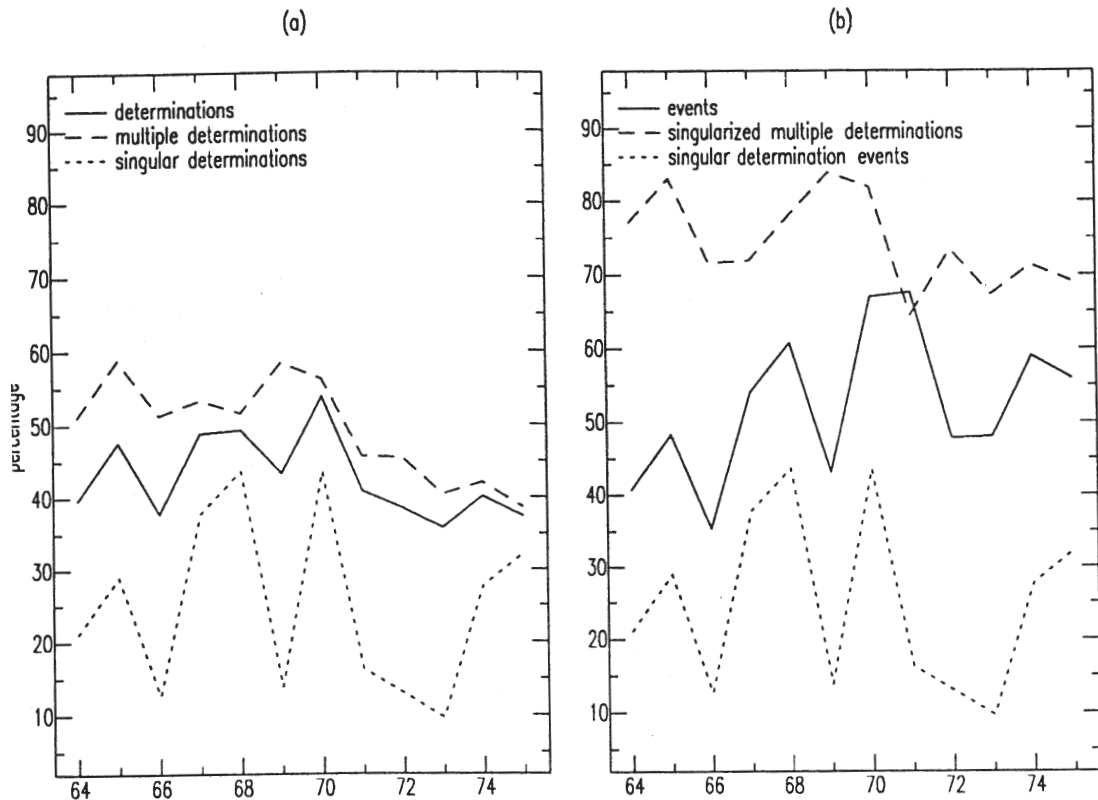 (a)
determinations
multiple determinations
singular determinations
90
80
70
60
50
40
30
20
10
percentage
64 66 68 70 72 74
(b)
events
singularized multiple determinations
singular determination events
90
80
70
60
50
40
30
20
10
64 66 68 70 72 74